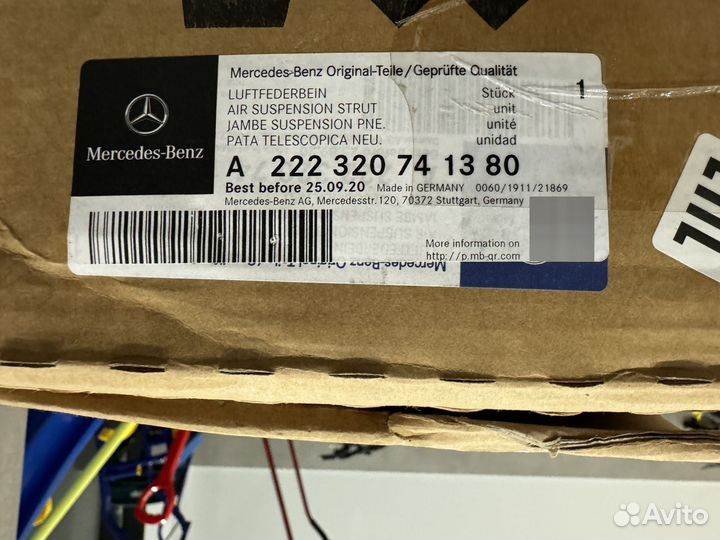 Mercedes-Benz Original-Teile/Geprüfte Qualität
LUFTFEDERBEIN Stück 1
AIR SUSPENSION STRUT unit
JAMBE SUSPENSION PNE. unité
PATA TELESCOPICA NEU. unidad
Mercedes-Benz
A 222 320 74 13 80
Best before 25.09.20 Made in GERMANY 0060/1911/21869
Mercedes-Benz AG, Mercedesstr.120, 70372 Stuttgart, Germany
More information on
http://p.mb-qr.com
Avito